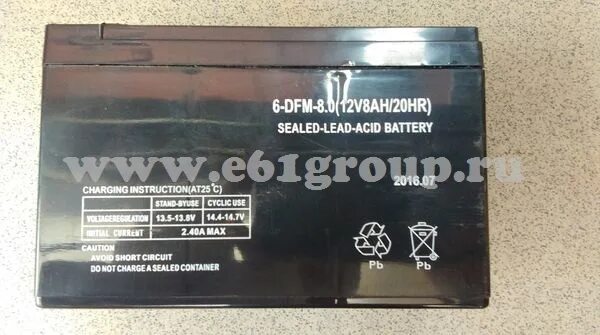 6-DFM-8.0(12V8AH/20HR)
SEALED-LEAD-ACID BATTERY
www.e61group.ru
2016.07
CHARGING INSTRUCTION(AT25℃)
STAND-BYUSE CYCLIC USE
VOLTAGEREGULATION 13.5-13.8V 14.4-14.7V
INITIAL CURRENT 2.40A MAX
CAUTION
AVOID SHORT CIRCUIT
DO NOT CHARGE A SEALED CONTAINER
Pb Pb